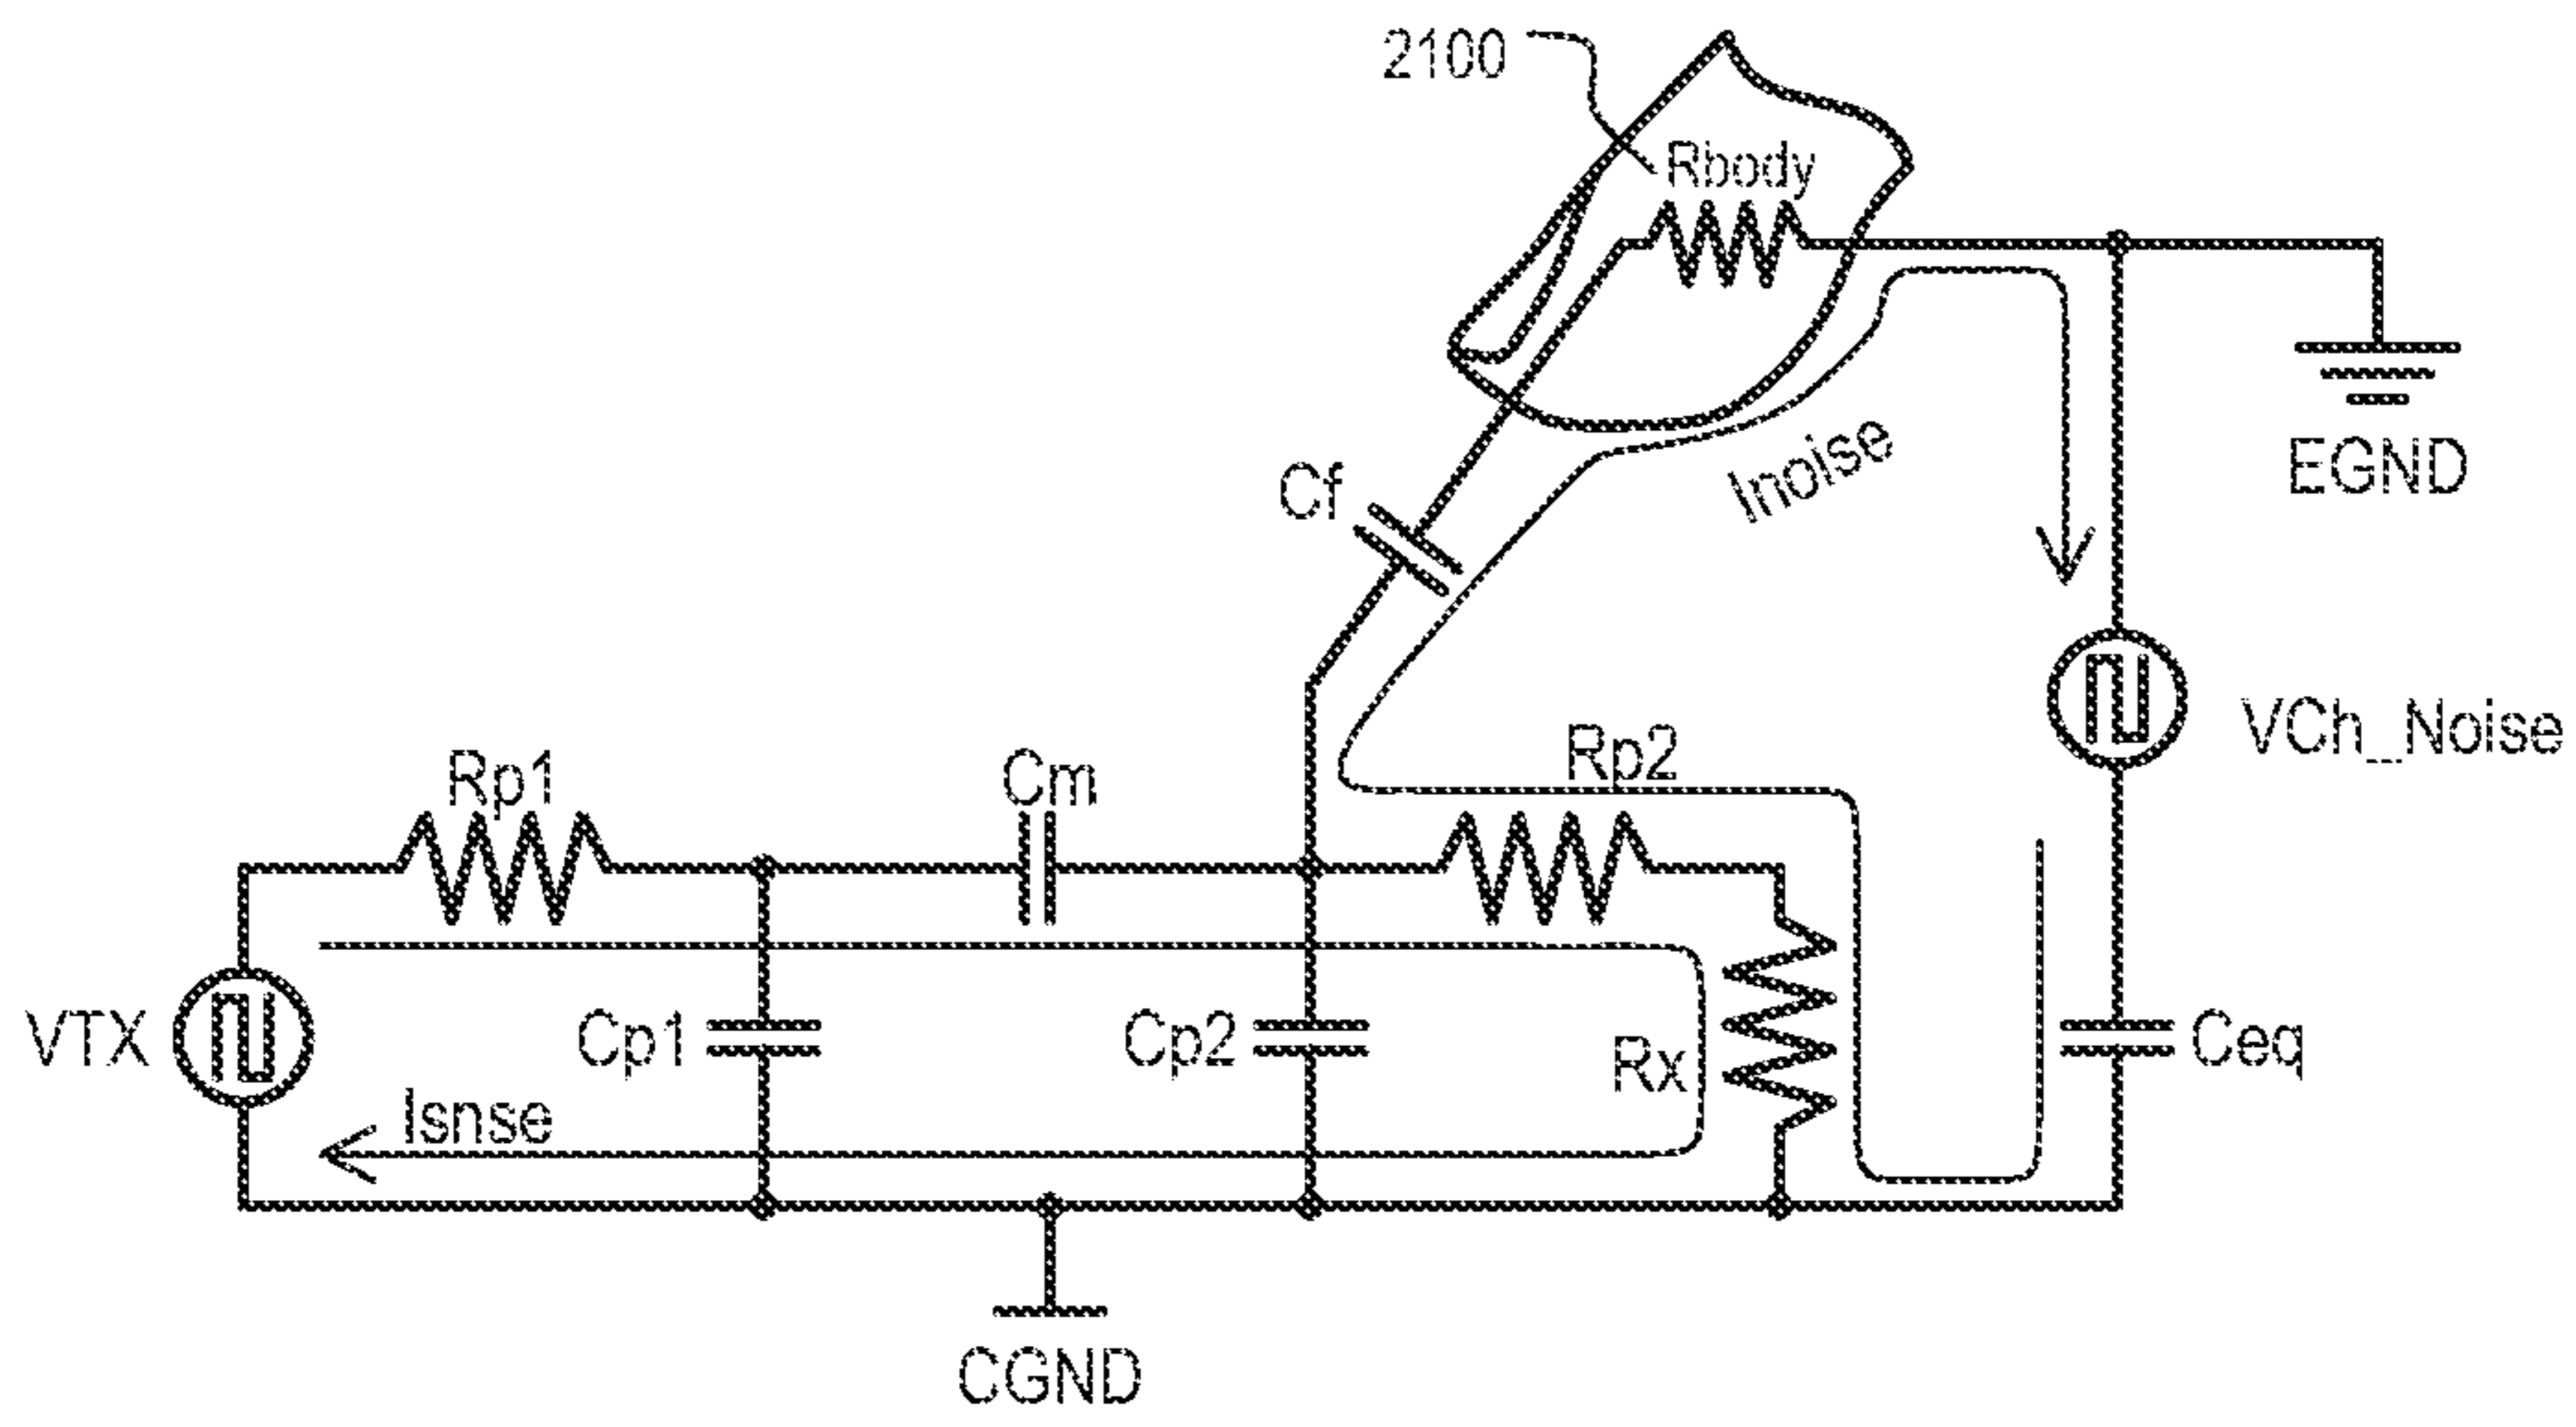 2100
Rbody
Cf
Inoise
EGND
Rp1
Cm
Rp2
VCh_Noise
VTX
Cp1
Cp2
Rx
Ceq
Isnse
CGND